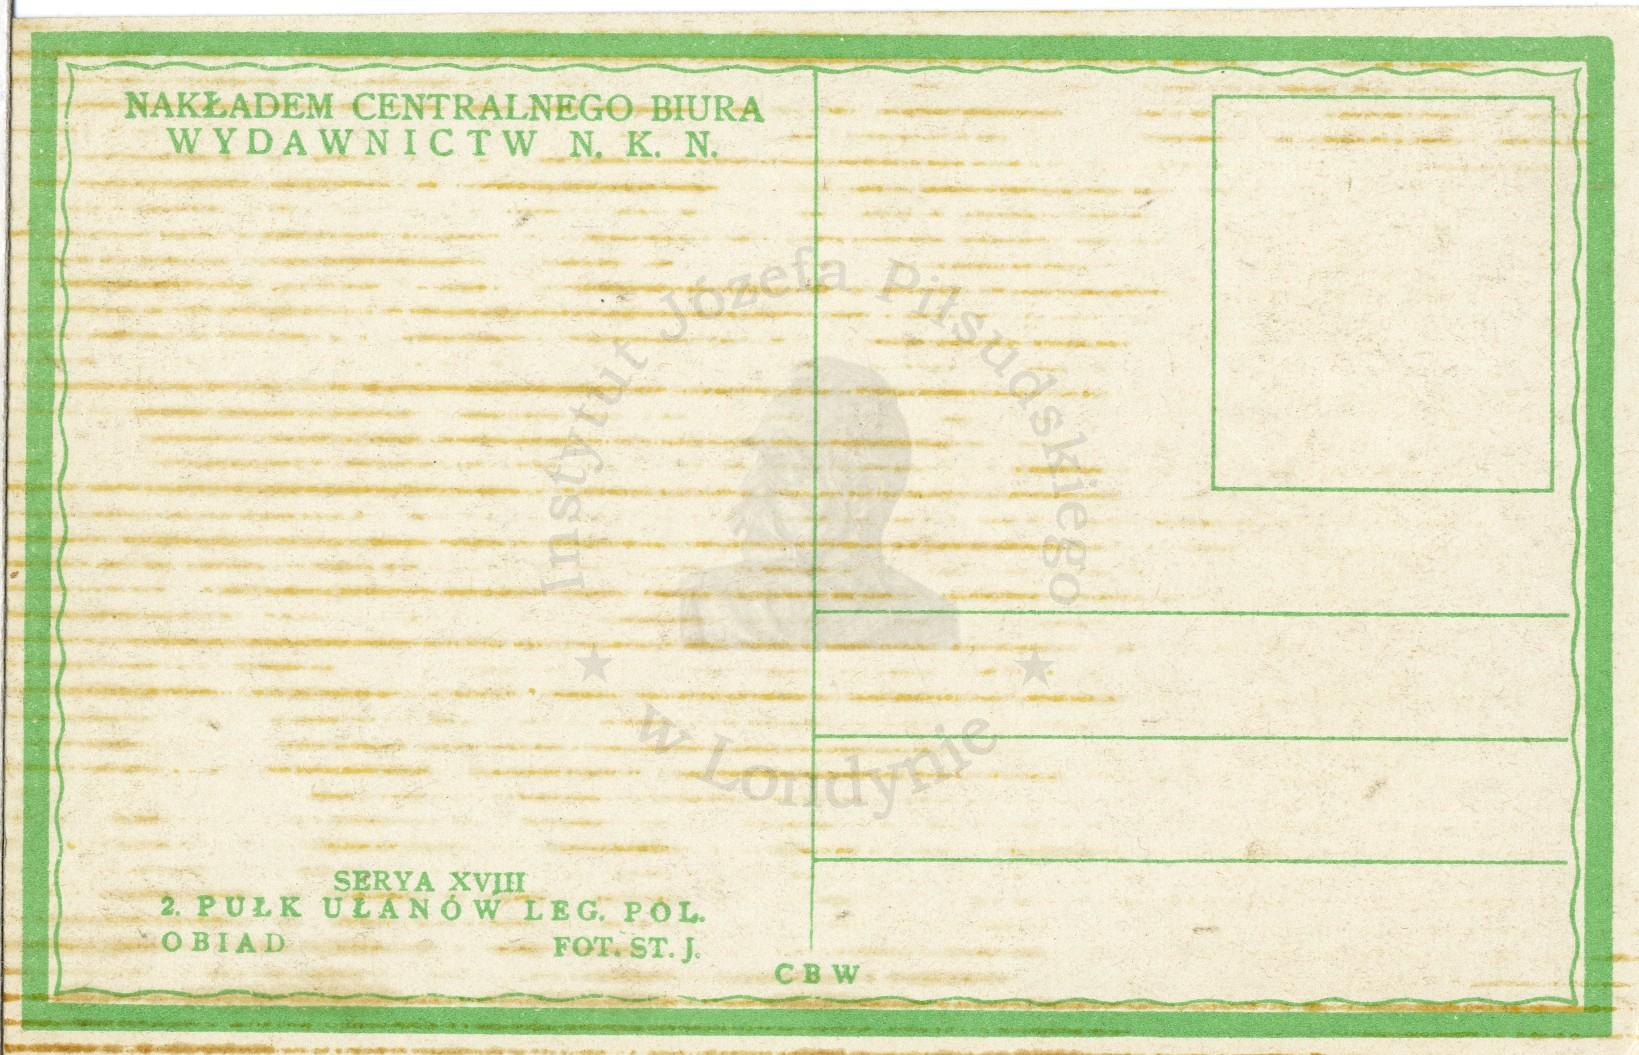 NAKŁADEM CENTRALNEGO BIURA
WYDAWNICTW N. K. N.
Instytut Józefa Piłsudskiego
w Londynie
SERYA XVIII
2. PUŁK UŁANÓW LEG. POL.
OBIAD FOT. ST. J.
CBW